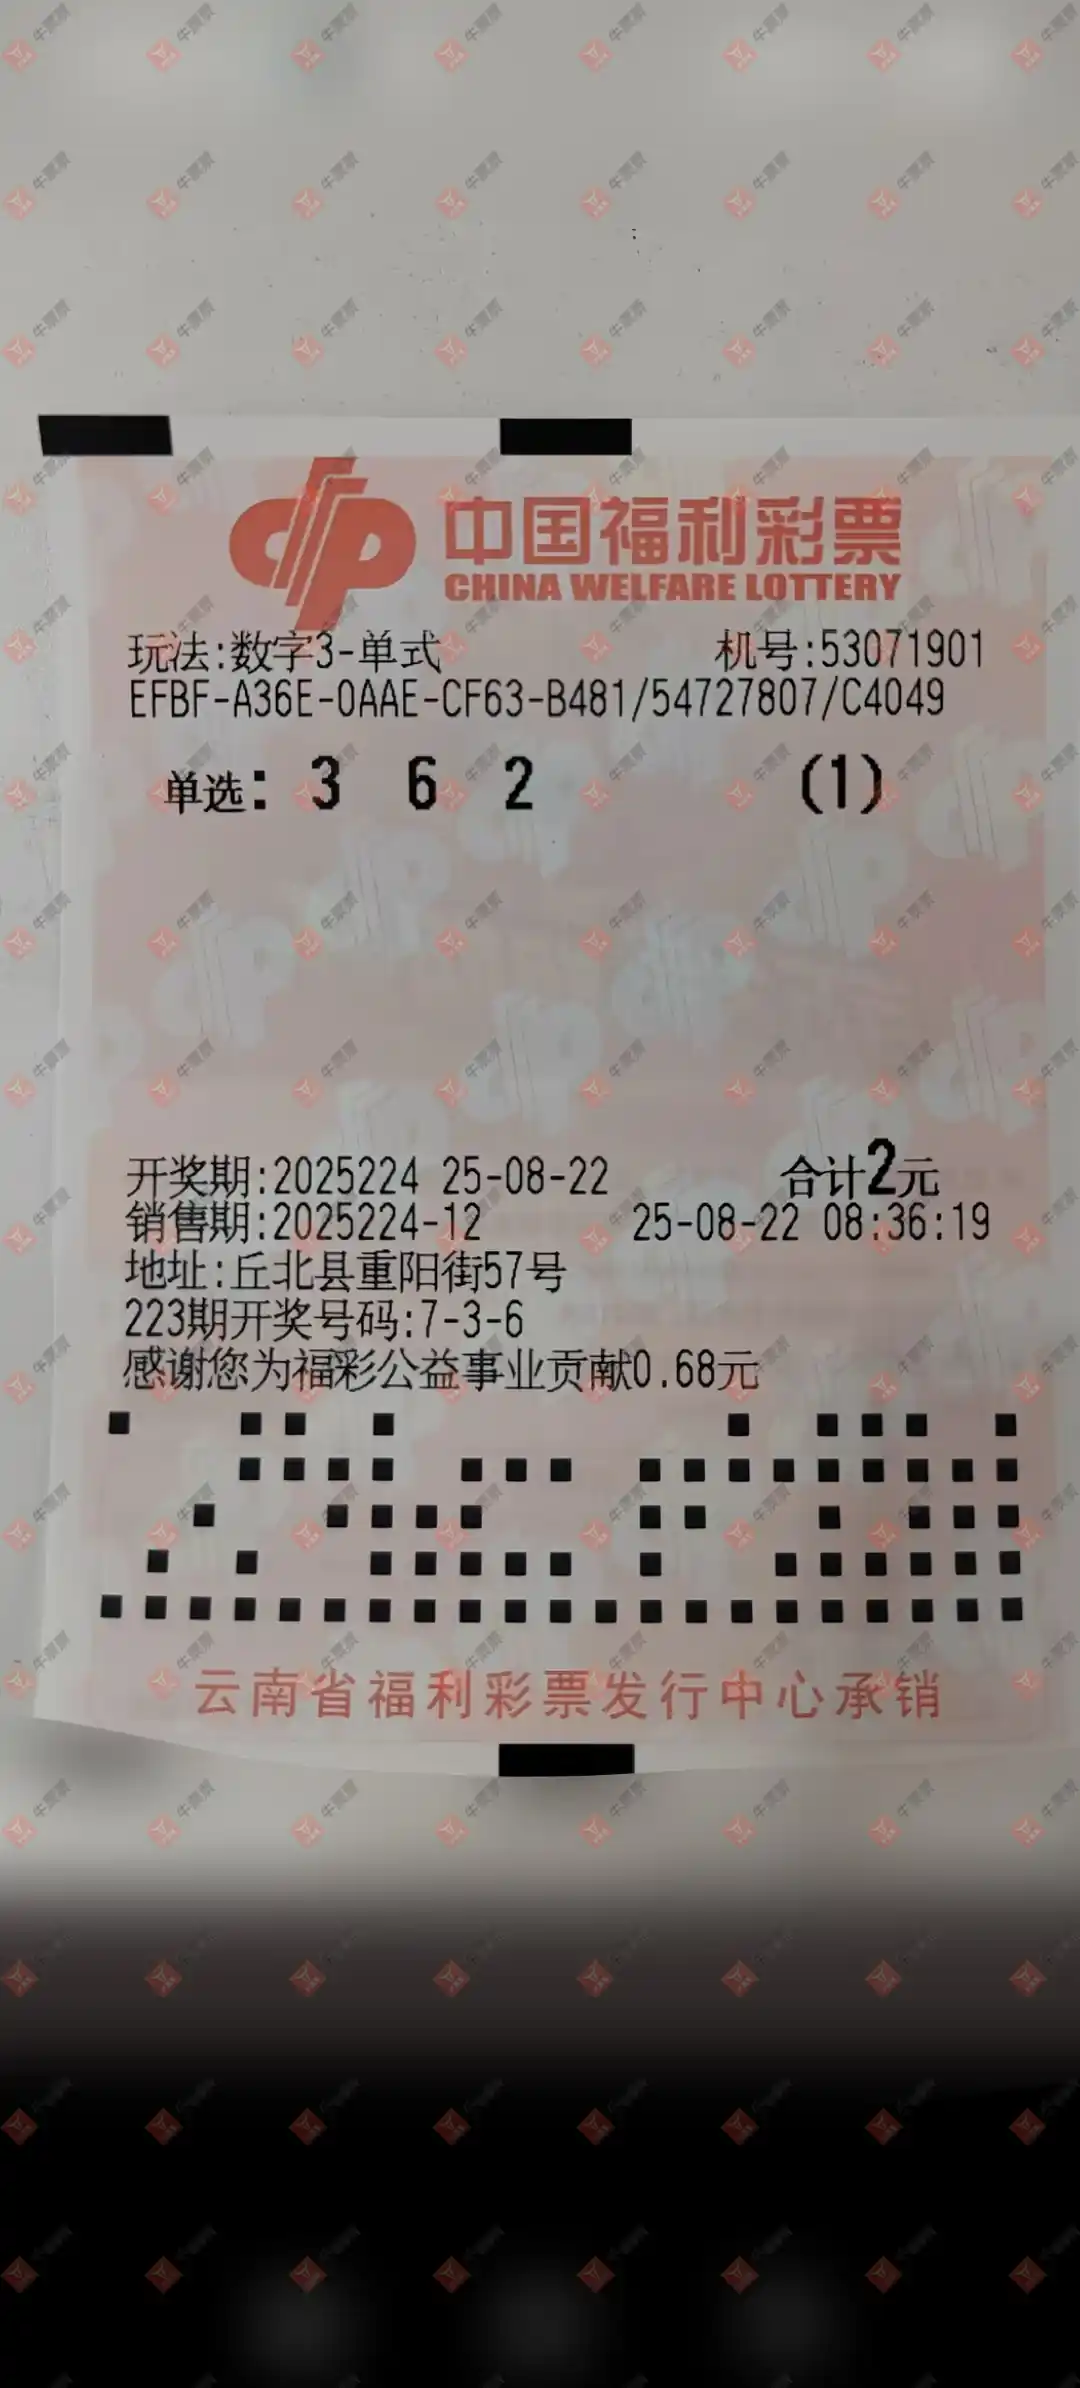 中国福利彩票
CHINA WELFARE LOTTERY
玩法:数字3-单式 机号:53071901
EFBF-A36E-0AAE-CF63-B481/54727807/C4049
单选: 3 6 2 (1)
开奖期:2025224 25-08-22 合计2元
销售期:2025224-12 25-08-22 08:36:19
地址:丘北县重阳街57号
223期开奖号码:7-3-6
感谢您为福彩公益事业贡献0.68元
云南省福利彩票发行中心承销